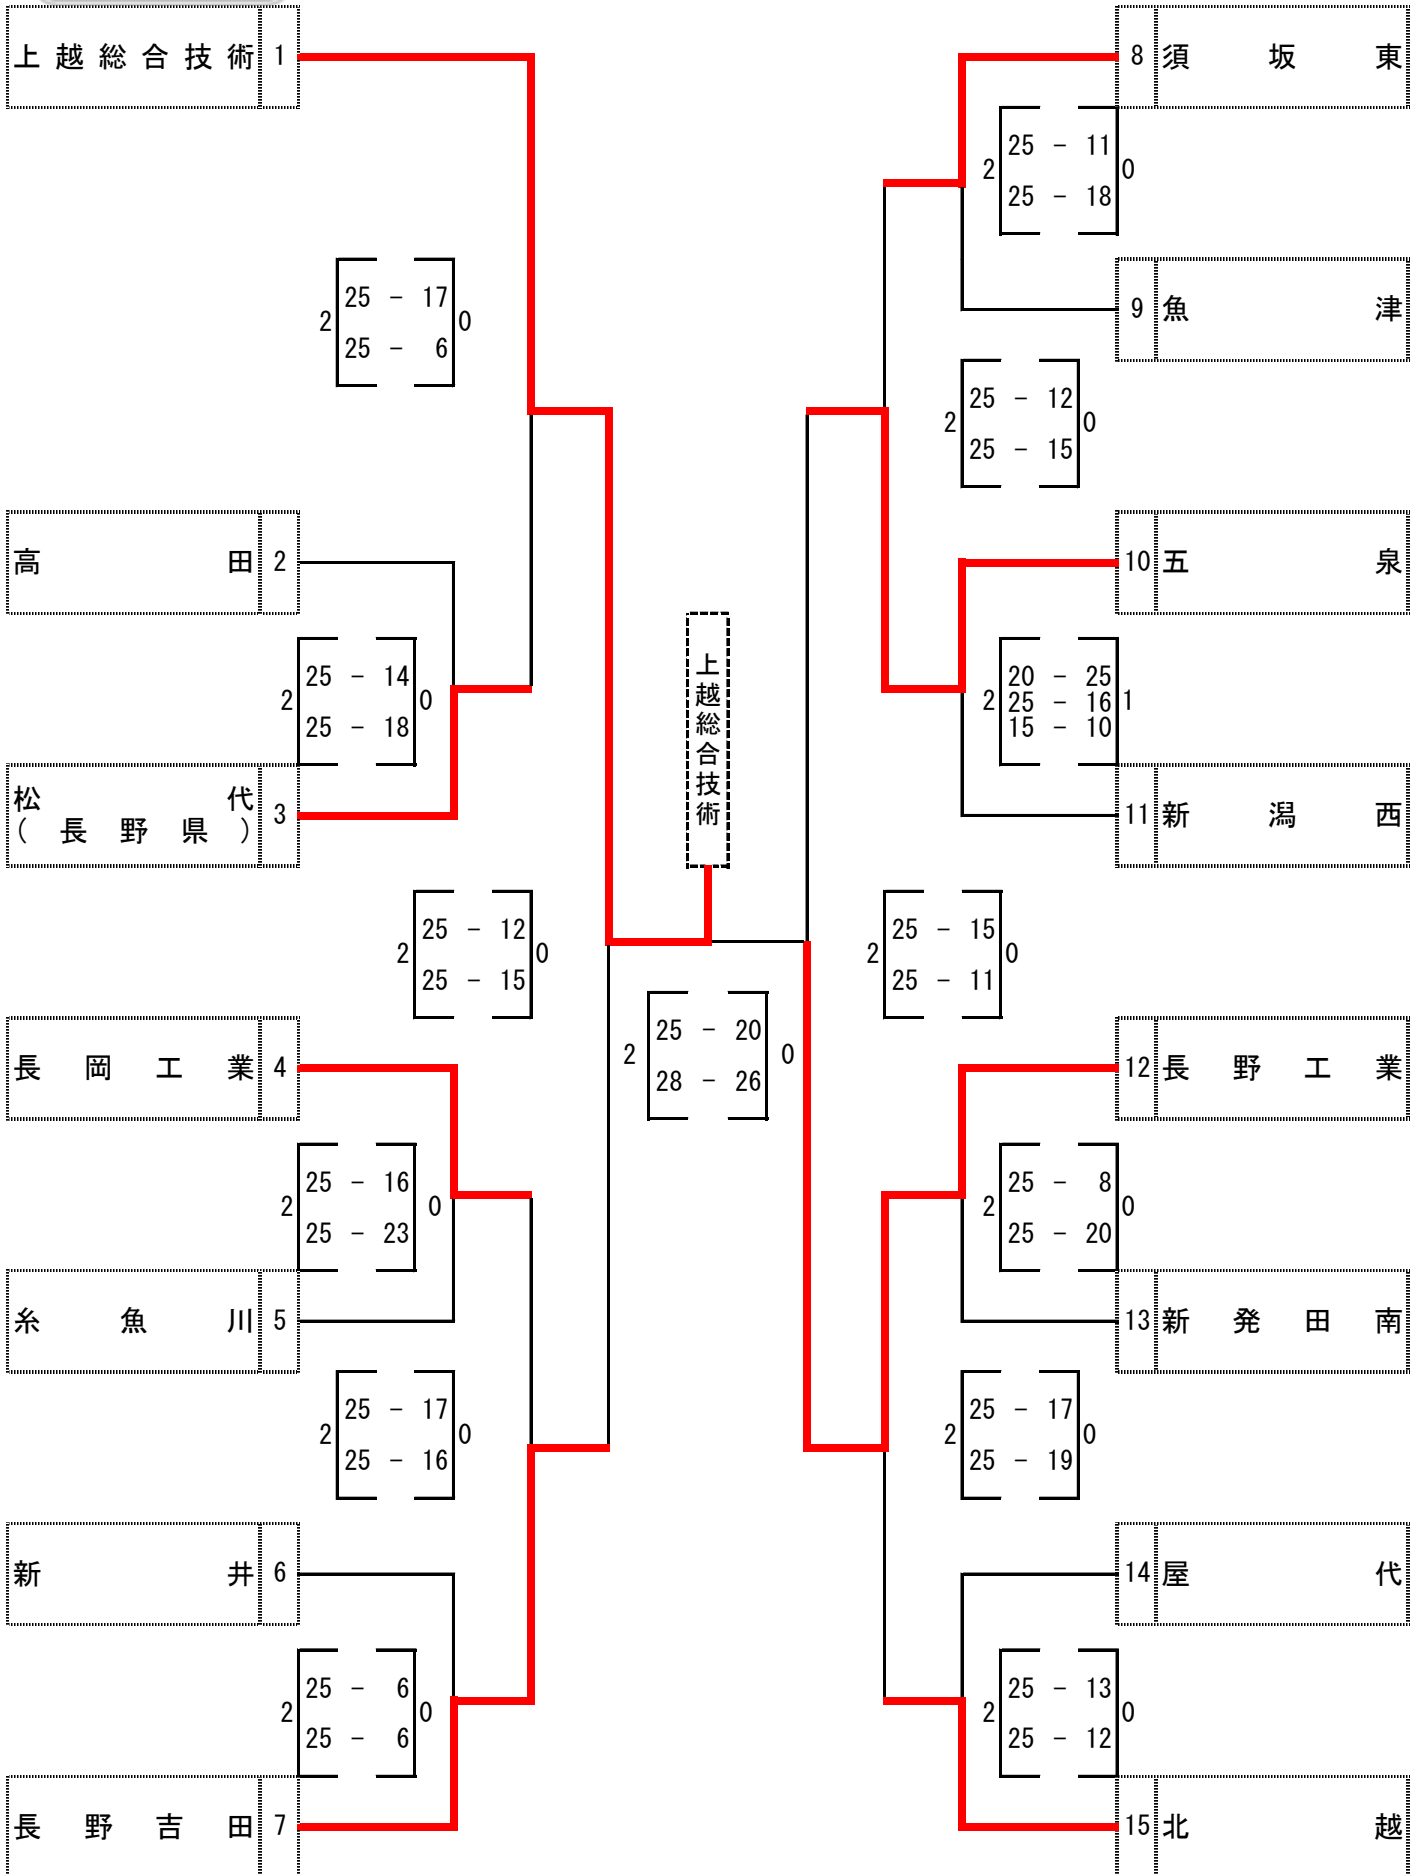 上越総合技術 1
2 25 - 17 0
25 - 6
高田 2
2 25 - 14 0
25 - 18
松代
(長野県) 3
2 25 - 12 0
25 - 15
長岡工業 4
2 25 - 16 0
25 - 23
糸魚川 5
2 25 - 17 0
25 - 16
新井 6
2 25 - 6 0
25 - 6
長野吉田 7
上越総合技術
2 25 - 20 0
28 - 26
8 須坂東
2 25 - 11 0
25 - 18
9 魚津
2 25 - 12 0
25 - 15
10 五泉
20 - 25
2 25 - 16 1
15 - 10
11 新潟西
2 25 - 15 0
25 - 11
12 長野工業
2 25 - 8 0
25 - 20
13 新発田南
2 25 - 17 0
25 - 19
14 屋代
2 25 - 13 0
25 - 12
15 北越